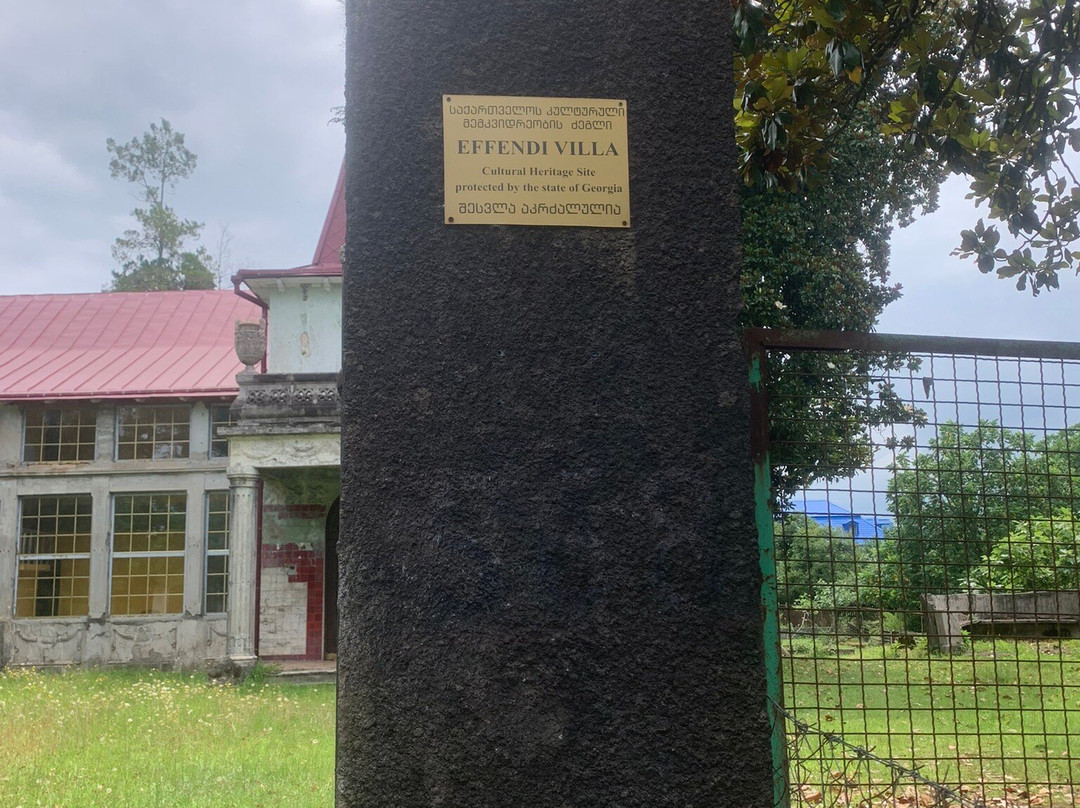 საქართველოს კულტურული
მემკვიდრეობის ძეგლი
EFFENDI VILLA
Cultural Heritage Site
protected by the state of Georgia
შესვლა აკრძალულია